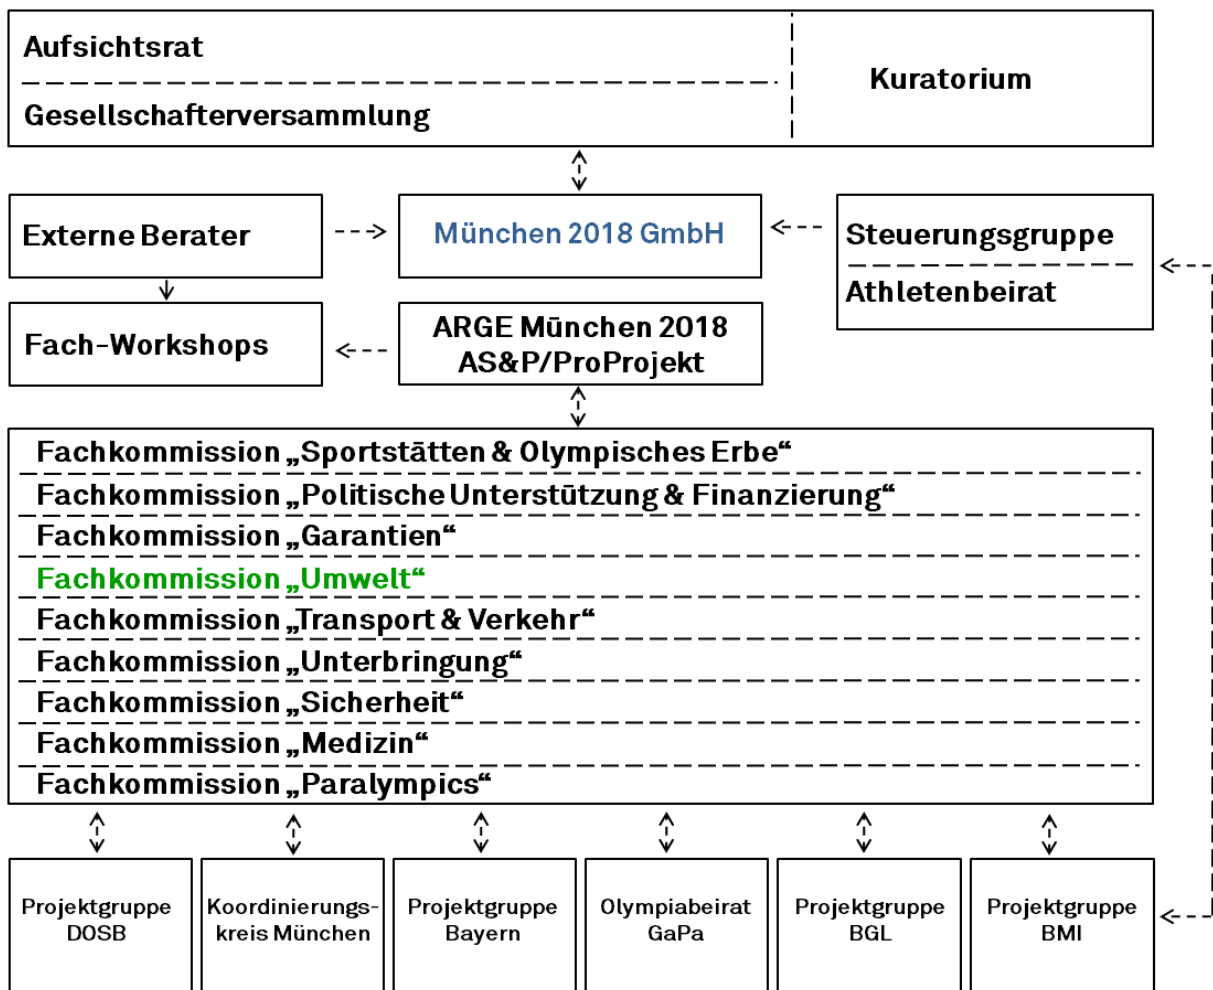 Aufsichtsrat
Gesellschafterversammlung
Kuratorium
Externe Berater
München 2018 GmbH
Steuerungsgruppe
Athletenbeirat
Fach-Workshops
ARGE München 2018
AS&P/ProProjekt
Fachkommission „Sportstätten & Olympisches Erbe“
Fachkommission „Politische Unterstützung & Finanzierung“
Fachkommission „Garantien“
Fachkommission „Umwelt“
Fachkommission „Transport & Verkehr“
Fachkommission „Unterbringung“
Fachkommission „Sicherheit“
Fachkommission „Medizin“
Fachkommission „Paralympics“
Projektgruppe
DOSB
Koordinierungs-
kreis München
Projektgruppe
Bayern
Olympiabeirat
GaPa
Projektgruppe
BGL
Projektgruppe
BMI